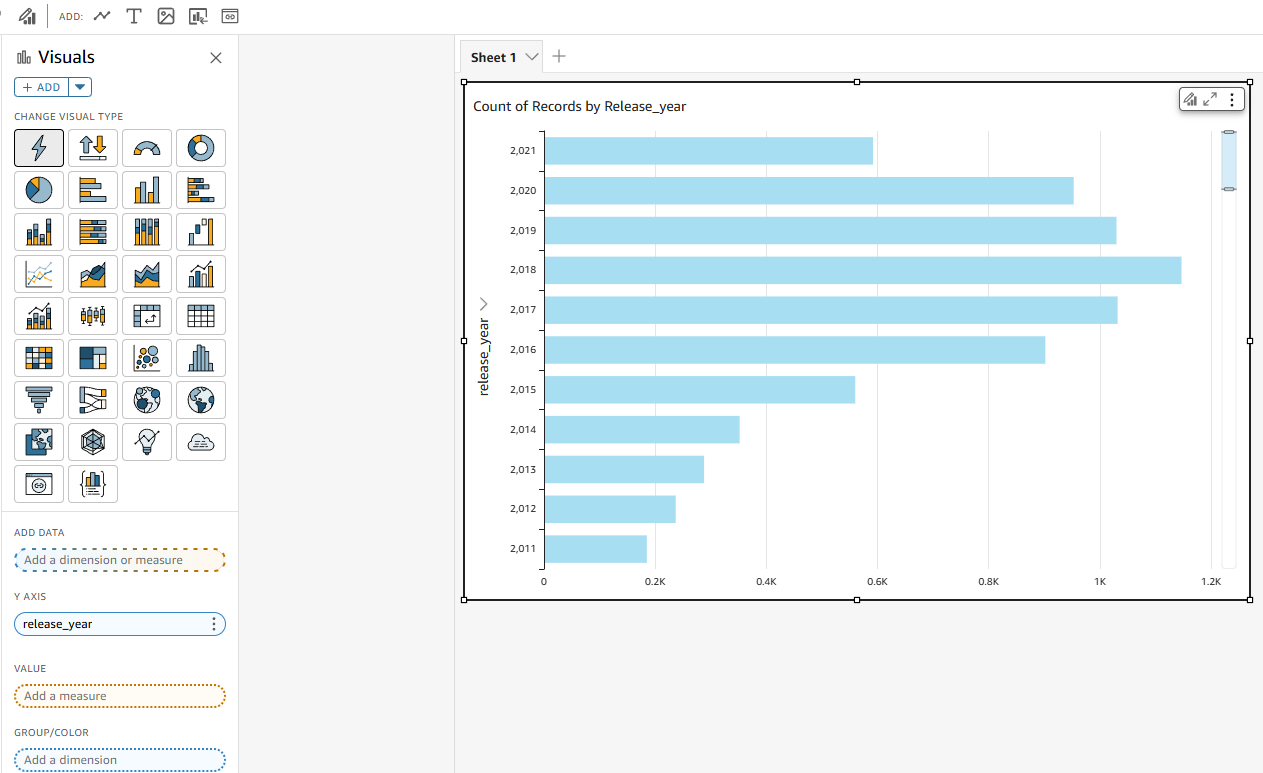 ADD:
Visuals
ADD
CHANGE VISUAL TYPE
ADD DATA
Add a dimension or measure
Y AXIS
release_year
VALUE
Add a measure
GROUP/COLOR
Add a dimension
Sheet 1
Count of Records by Release_year
release_year
2,021
2,020
2,019
2,018
2,017
2,016
2,015
2,014
2,013
2,012
2,011
0 0.2K 0.4K 0.6K 0.8K 1K 1.2K